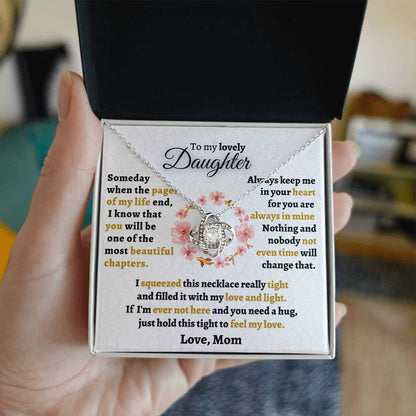 To my lovely
Daughter
Someday
when the pages
of my life end,
I know that
you will be
one of the
most beautiful
chapters.
Always keep me
in your heart
for you are
always in mine
Nothing and
nobody not
even time will
change that.
I squeezed this necklace really tight
and filled it with my love and light.
If I'm ever not here and you need a hug,
just hold this tight to feel my love.
Love, Mom